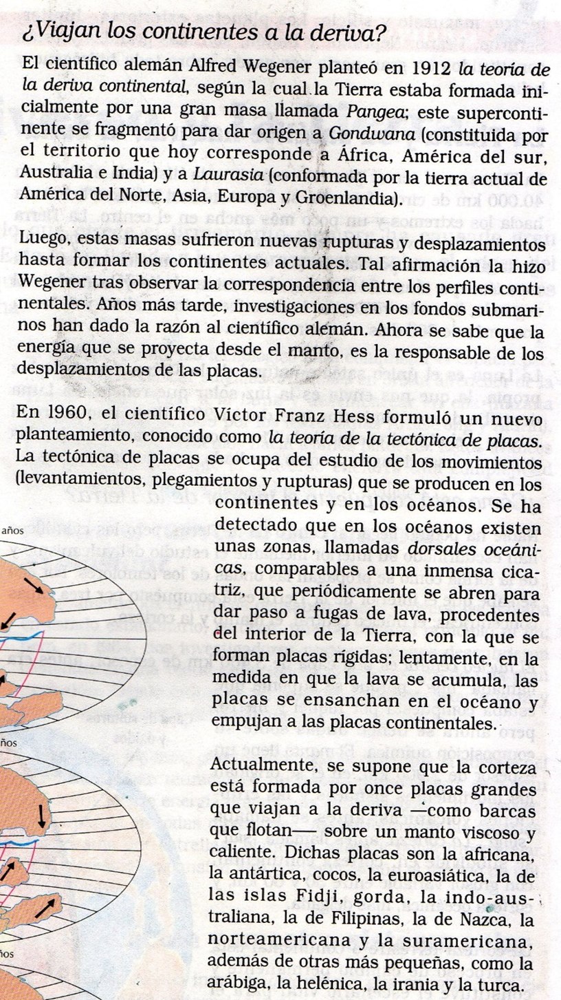 ¿Viajan los continentes a la deriva?
El científico alemán Alfred Wegener planteó en 1912 la teoría de
la deriva continental, según la cual la Tierra estaba formada ini-
cialmente por una gran masa llamada Pangea; este superconti-
nente se fragmentó para dar origen a Gondwana (constituida por
el territorio que hoy corresponde a África, América del sur,
Australia e India) y a Laurasia (conformada por la tierra actual de
América del Norte, Asia, Europa y Groenlandia).
Luego, estas masas sufrieron nuevas rupturas y desplazamientos
hasta formar los continentes actuales. Tal afirmación la hizo
Wegener tras observar la correspondencia entre los perfiles conti-
nentales. Años más tarde, investigaciones en los fondos submari-
nos han dado la razón al científico alemán. Ahora se sabe que la
energía que se proyecta desde el manto, es la responsable de los
desplazamientos de las placas.
En 1960, el científico Víctor Franz Hess formuló un nuevo
planteamiento, conocido como la teoría de la tectónica de placas.
La tectónica de placas se ocupa del estudio de los movimientos
(levantamientos, plegamientos y rupturas) que se producen en los
continentes y en los océanos. Se ha
detectado que en los océanos existen
unas zonas, llamadas dorsales oceáni-
cas, comparables a una inmensa cica-
triz, que periódicamente se abren para
dar paso a fugas de lava, procedentes
del interior de la Tierra, con la que se
forman placas rígidas; lentamente, en la
medida en que la lava se acumula, las
placas se ensanchan en el océano y
empujan a las placas continentales.
Actualmente, se supone que la corteza
está formada por once placas grandes
que viajan a la deriva —como barcas
que flotan— sobre un manto viscoso y
caliente. Dichas placas son la africana,
la antártica, cocos, la euroasiática, la de
las islas Fidji, gorda, la indo-aus-
traliana, la de Filipinas, la de Nazca, la
norteamericana y la suramericana,
además de otras más pequeñas, como la
arábiga, la helénica, la irania y la turca.
años
ños
ños